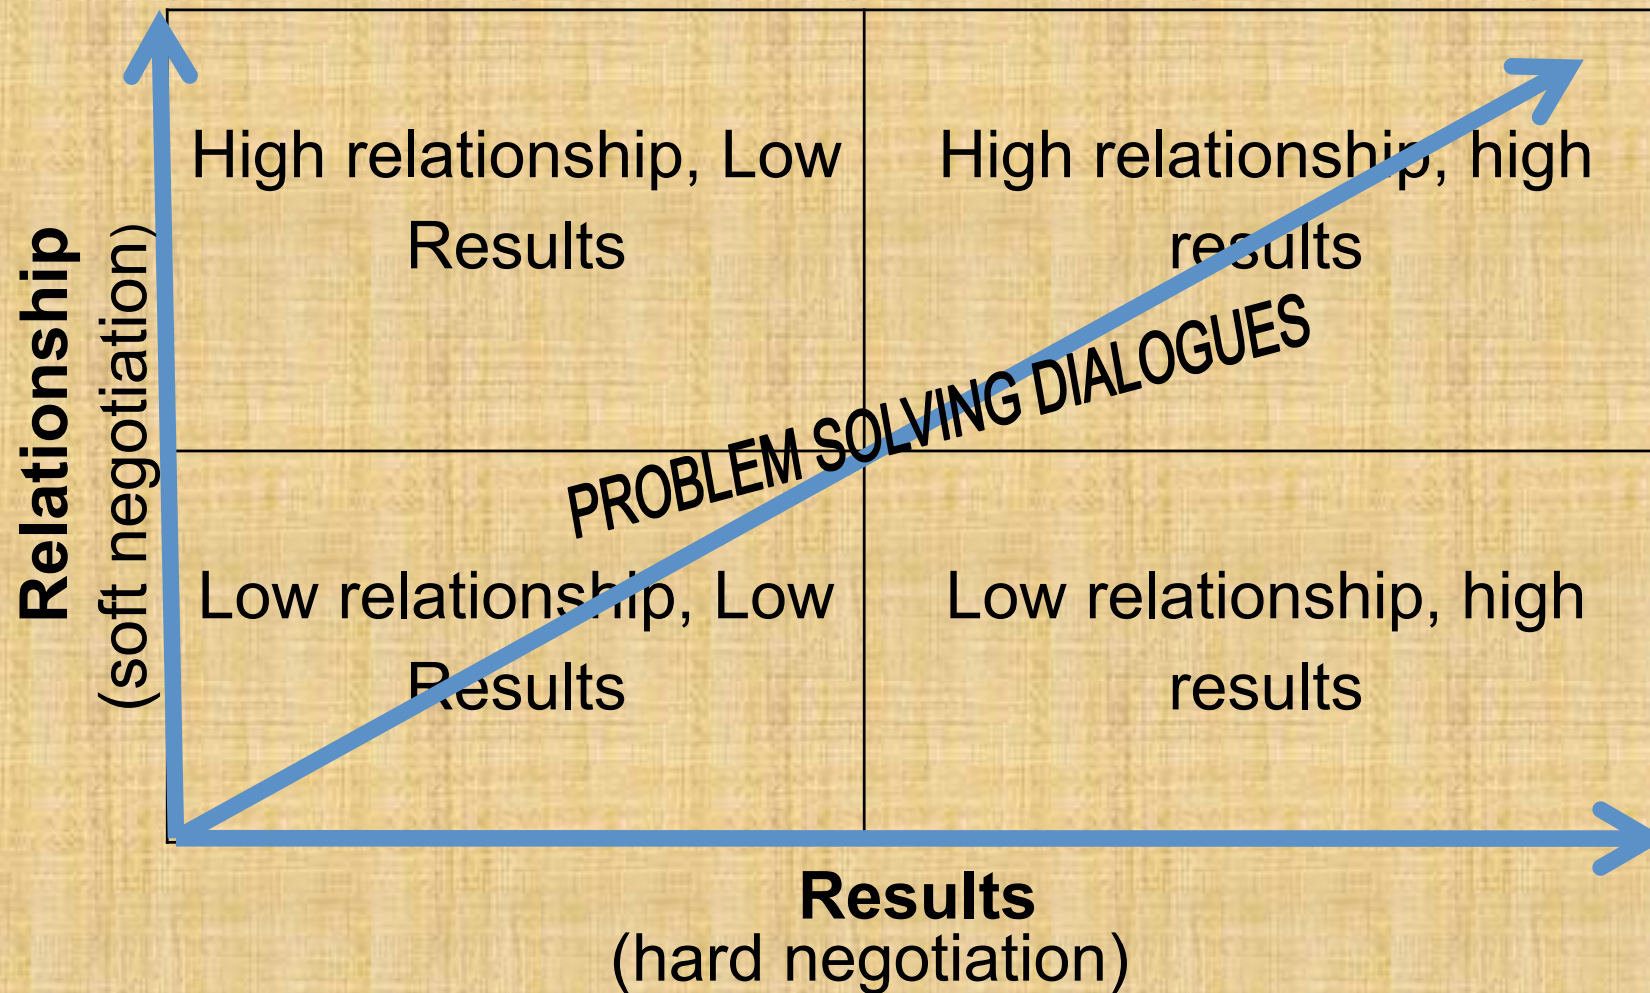 High relationship, Low
Results
High relationship, high
results
Relationship
(soft negotiation)
PROBLEM SOLVING DIALOGUES
Low relationship, Low
Results
Low relationship, high
results
Results
(hard negotiation)